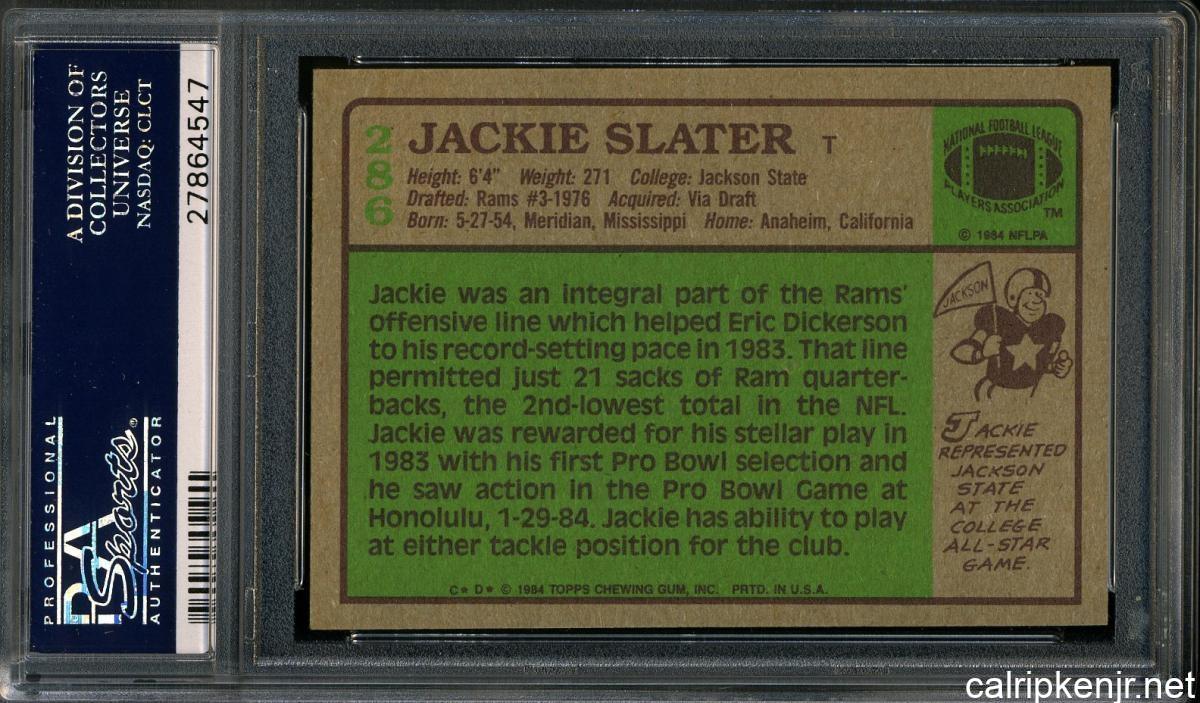 A DIVISION OF
COLLECTORS
UNIVERSE
NASDAQ: CLCT
27864547
PROFESSIONAL
PSA
Sports®
AUTHENTICATOR
286
JACKIE SLATER T
Height: 6'4" Weight: 271 College: Jackson State
Drafted: Rams #3-1976 Acquired: Via Draft
Born: 5-27-54, Meridian, Mississippi Home: Anaheim, California
NATIONAL FOOTBALL LEAGUE
PLAYERS ASSOCIATION
TM
© 1984 NFLPA
Jackie was an integral part of the Rams'
offensive line which helped Eric Dickerson
to his record-setting pace in 1983. That line
permitted just 21 sacks of Ram quarter-
backs, the 2nd-lowest total in the NFL.
Jackie was rewarded for his stellar play in
1983 with his first Pro Bowl selection and
he saw action in the Pro Bowl Game at
Honolulu, 1-29-84. Jackie has ability to play
at either tackle position for the club.
JACKSON
JACKIE
REPRESENTED
JACKSON
STATE
AT THE
COLLEGE
ALL-STAR
GAME.
C* D* © 1984 TOPPS CHEWING GUM, INC. PRTD. IN U.S.A.
calripkenjr.net